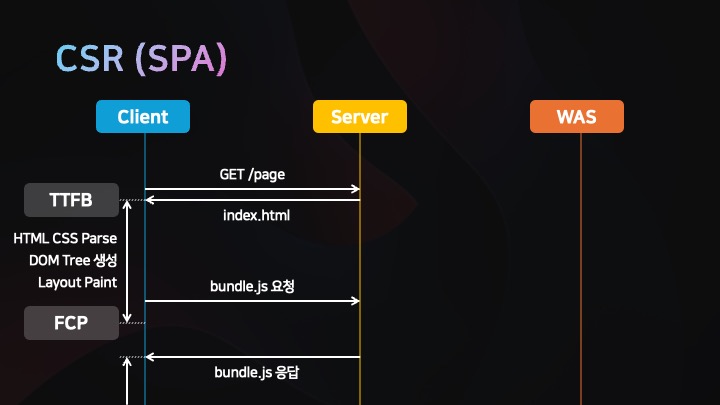 CSR (SPA)
Client
Server
WAS
GET /page
TTFB
index.html
HTML CSS Parse
DOM Tree 생성
Layout Paint
bundle.js 요청
FCP
bundle.js 응답